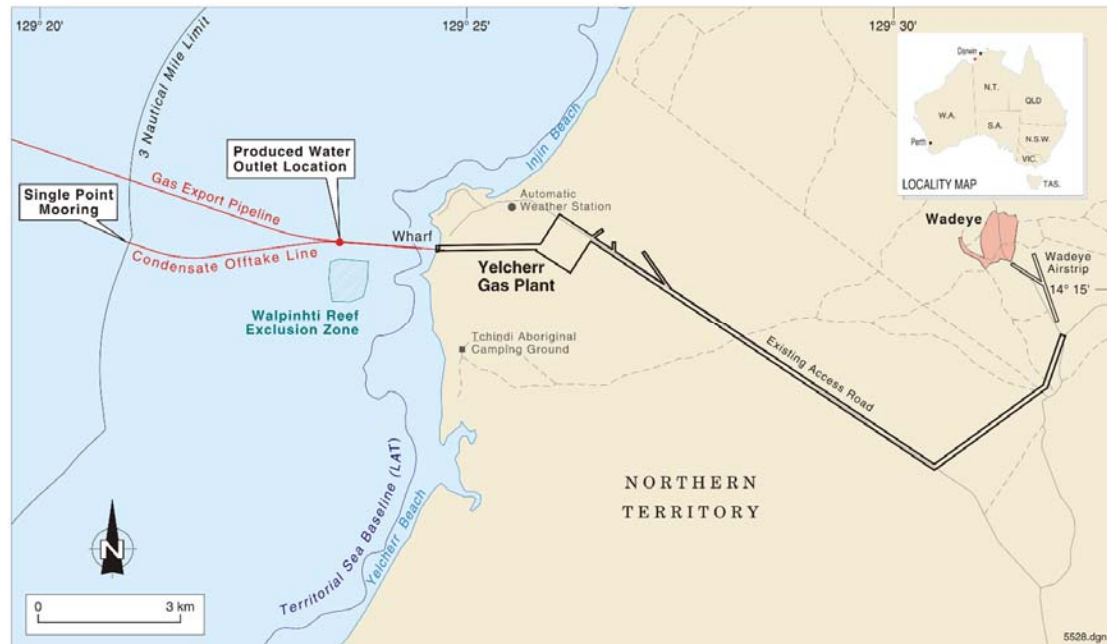 129° 20'
129° 25'
129° 30'
3 Nautical Mile Limit
Produced Water
Outlet Location
Single Point
Mooring
Gas Export Pipeline
Condensate Offtake Line
Walpinhti Reef
Exclusion Zone
Injin Beach
Automatic
Weather Station
Wharf
Yelcherr
Gas Plant
Tchindi Aboriginal
Camping Ground
Existing Access Road
Wadeye
Wadeye
Airstrip
14° 15'
Darwin
N.T.
QLD
W.A.
S.A.
Perth
N.S.W.
VIC.
TAS.
LOCALITY MAP
NORTHERN
TERRITORY
Territorial Sea Baseline (LAT)
Yelcherr Beach
N
0 3 km
5528.dgn